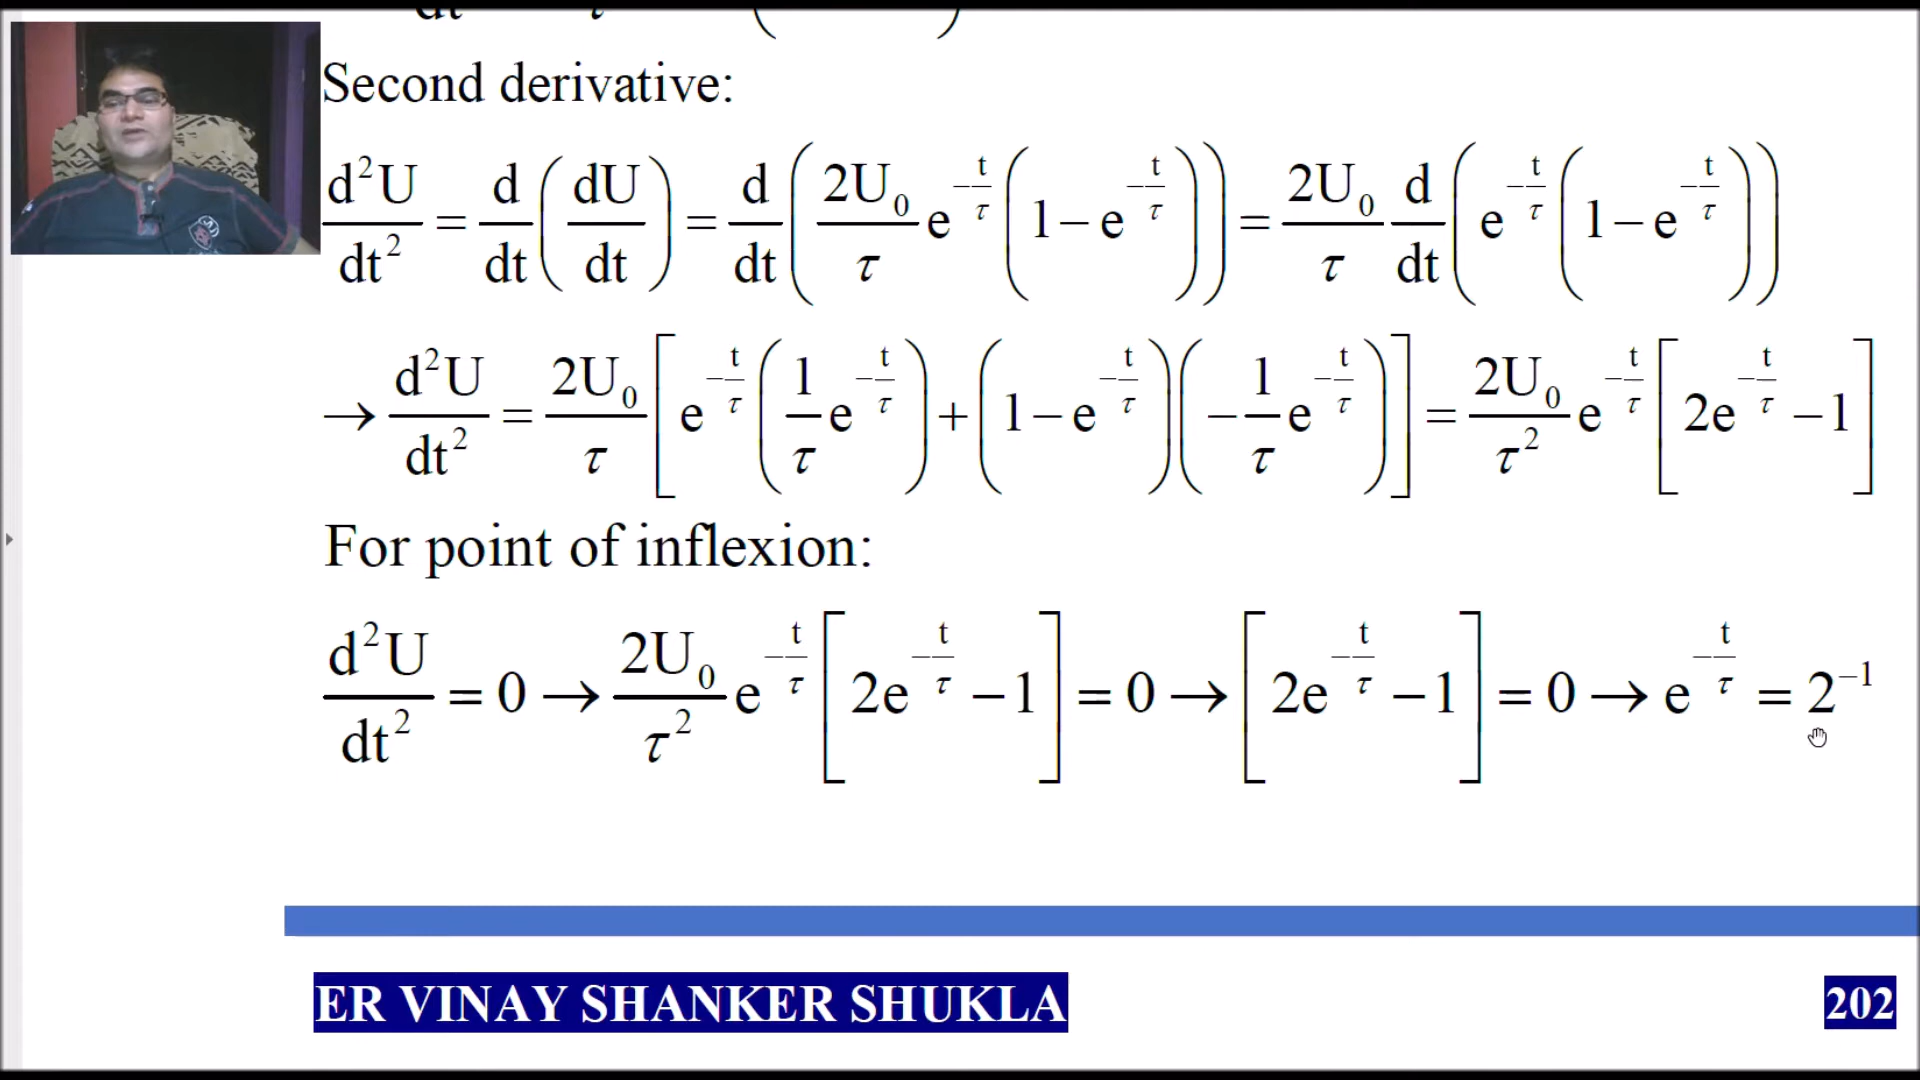 Second derivative:
d²U/dt² = d/dt (dU/dt) = d/dt (2U₀/τ e^(-t/τ) (1 − e^(-t/τ))) = 2U₀/τ d/dt (e^(-t/τ) (1 − e^(-t/τ)))
→ d²U/dt² = 2U₀/τ [e^(-t/τ) (1/τ e^(-t/τ)) + (1 − e^(-t/τ)) (−1/τ e^(-t/τ))] = 2U₀/τ² e^(-t/τ) [2e^(-t/τ) − 1]
For point of inflexion:
d²U/dt² = 0 → 2U₀/τ² e^(-t/τ) [2e^(-t/τ) − 1] = 0 → [2e^(-t/τ) − 1] = 0 → e^(-t/τ) = 2⁻¹
ER VINAY SHANKER SHUKLA
202